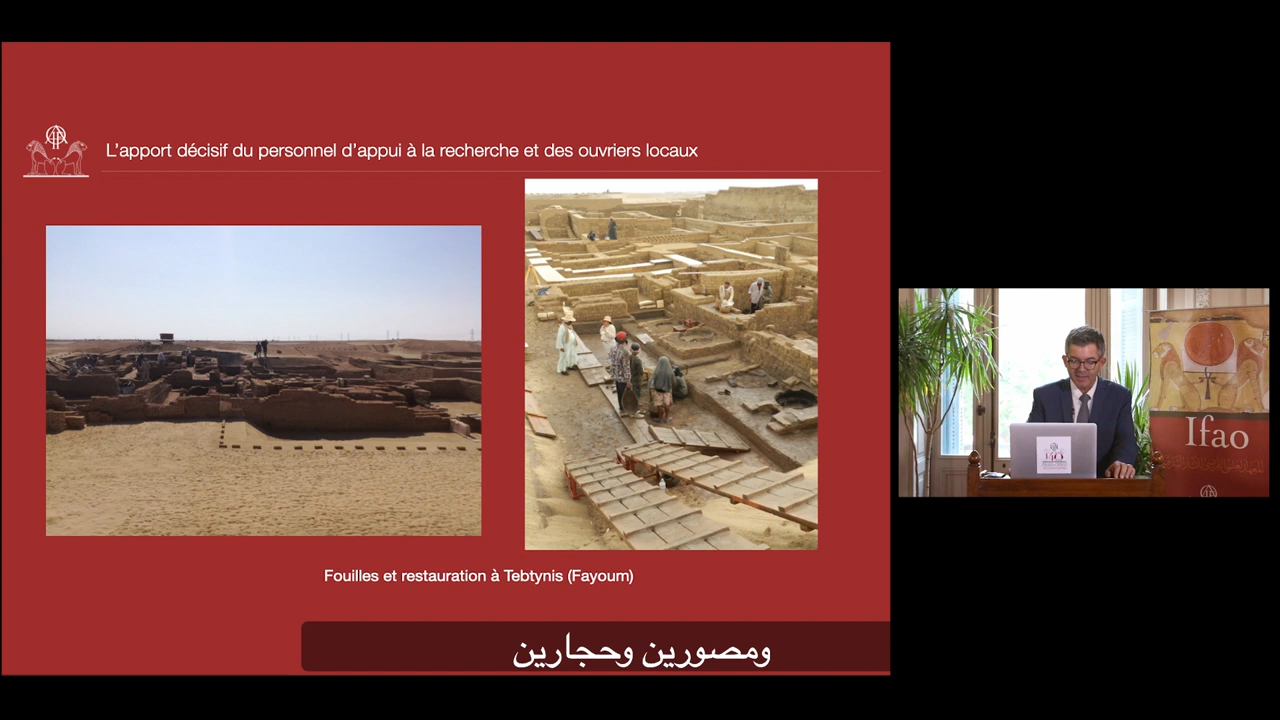 L'apport décisif du personnel d'appui à la recherche et des ouvriers locaux
Fouilles et restauration à Tebtynis (Fayoum)
ومصورين وحجارين
Ifao